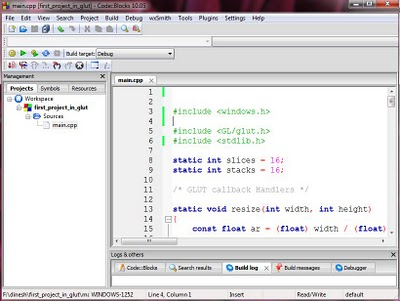 main.cpp [first_project_in_glut] - Code::Blocks 10.05
File Edit View Search Project Build Debug wxSmith Tools Plugins Settings Help
Build target: Debug
Management
Projects Symbols Resources
Workspace
first_project_in_glut
Sources
main.cpp
main.cpp
1
2
3 #include <windows.h>
4
5 #include <GL/glut.h>
6 #include <stdlib.h>
7
8 static int slices = 16;
9 static int stacks = 16;
10
11 /* GLUT callback Handlers */
12
13 static void resize(int width, int height)
14 {
15 const float ar = (float) width / (float)
Logs & others
Code::Blocks Search results Build log Build messages Debugger
F:\dinesh\first_project_in_glut\m: WINDOWS-1252 Line 4, Column 1 Insert Read/Write default